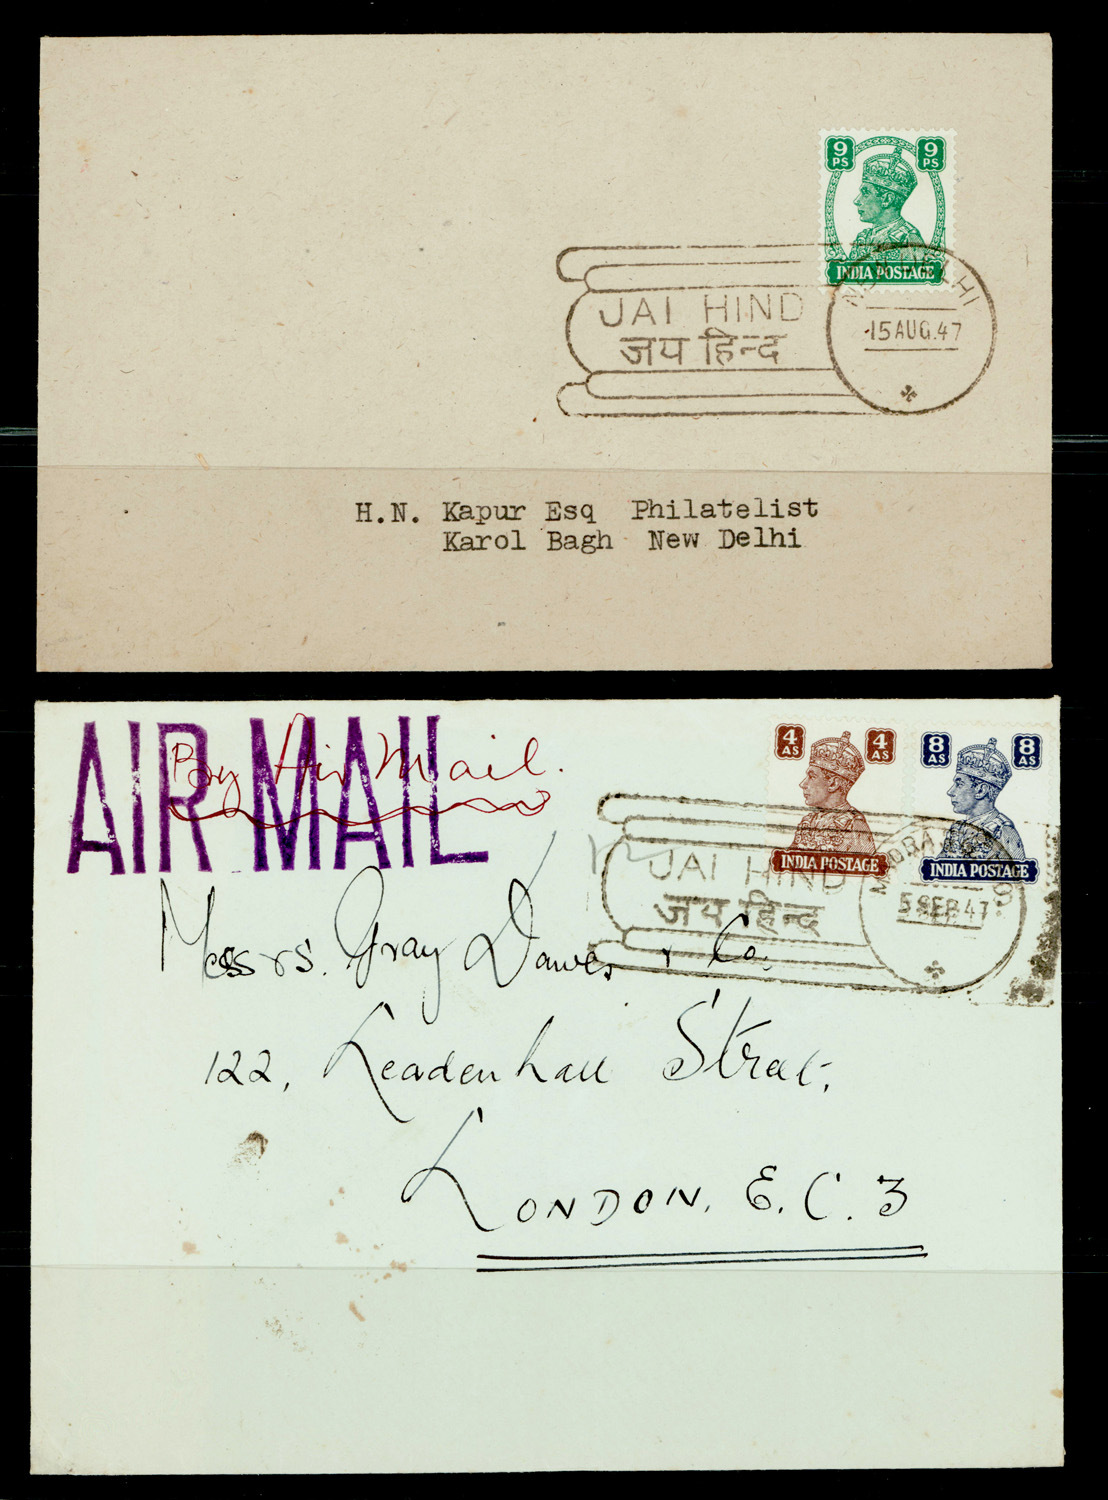 9 PS 9 PS
INDIA POSTAGE
NEW DELHI
15 AUG. 47
JAI HIND
जय हिन्द
H.N. Kapur Esq Philatelist
Karol Bagh New Delhi
AIR MAIL
By Air Mail.
4 AS 4 AS
INDIA POSTAGE
8 AS 8 AS
INDIA POSTAGE
5 SEP 47
JAI HIND
जय हिन्द
Messrs. Gray Dawes & Co.
122, Leadenhall Street,
LONDON. E.C.3